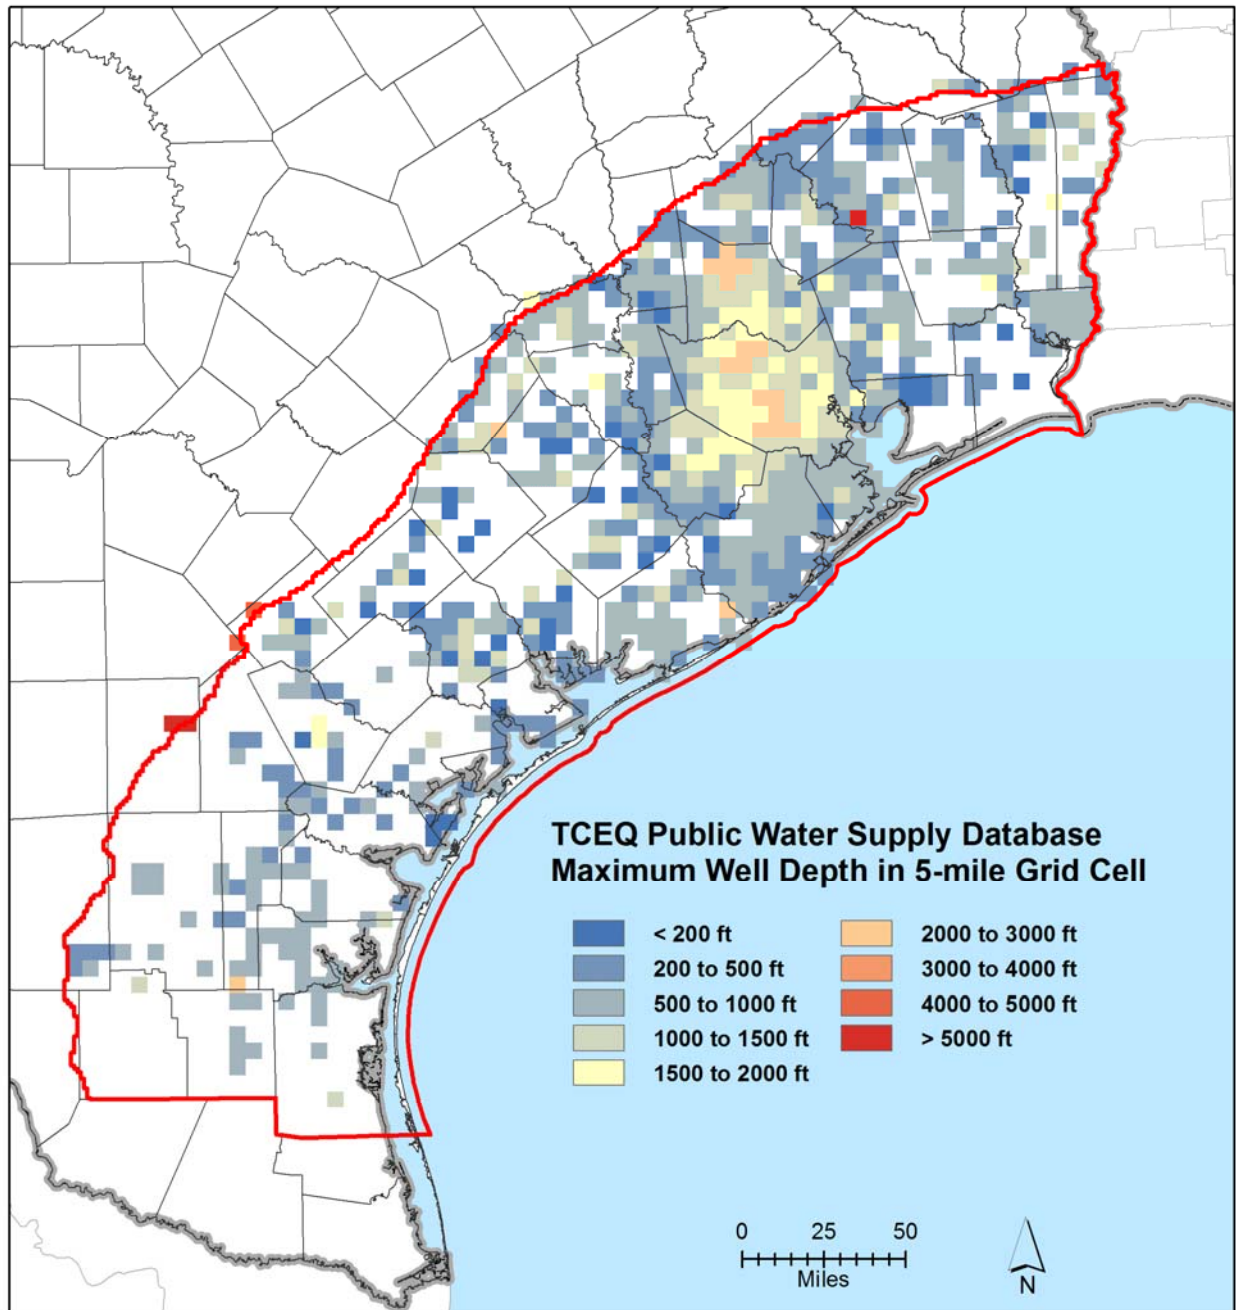 TCEQ Public Water Supply Database
Maximum Well Depth in 5-mile Grid Cell
< 200 ft
200 to 500 ft
500 to 1000 ft
1000 to 1500 ft
1500 to 2000 ft
2000 to 3000 ft
3000 to 4000 ft
4000 to 5000 ft
> 5000 ft
0 25 50
Miles
N